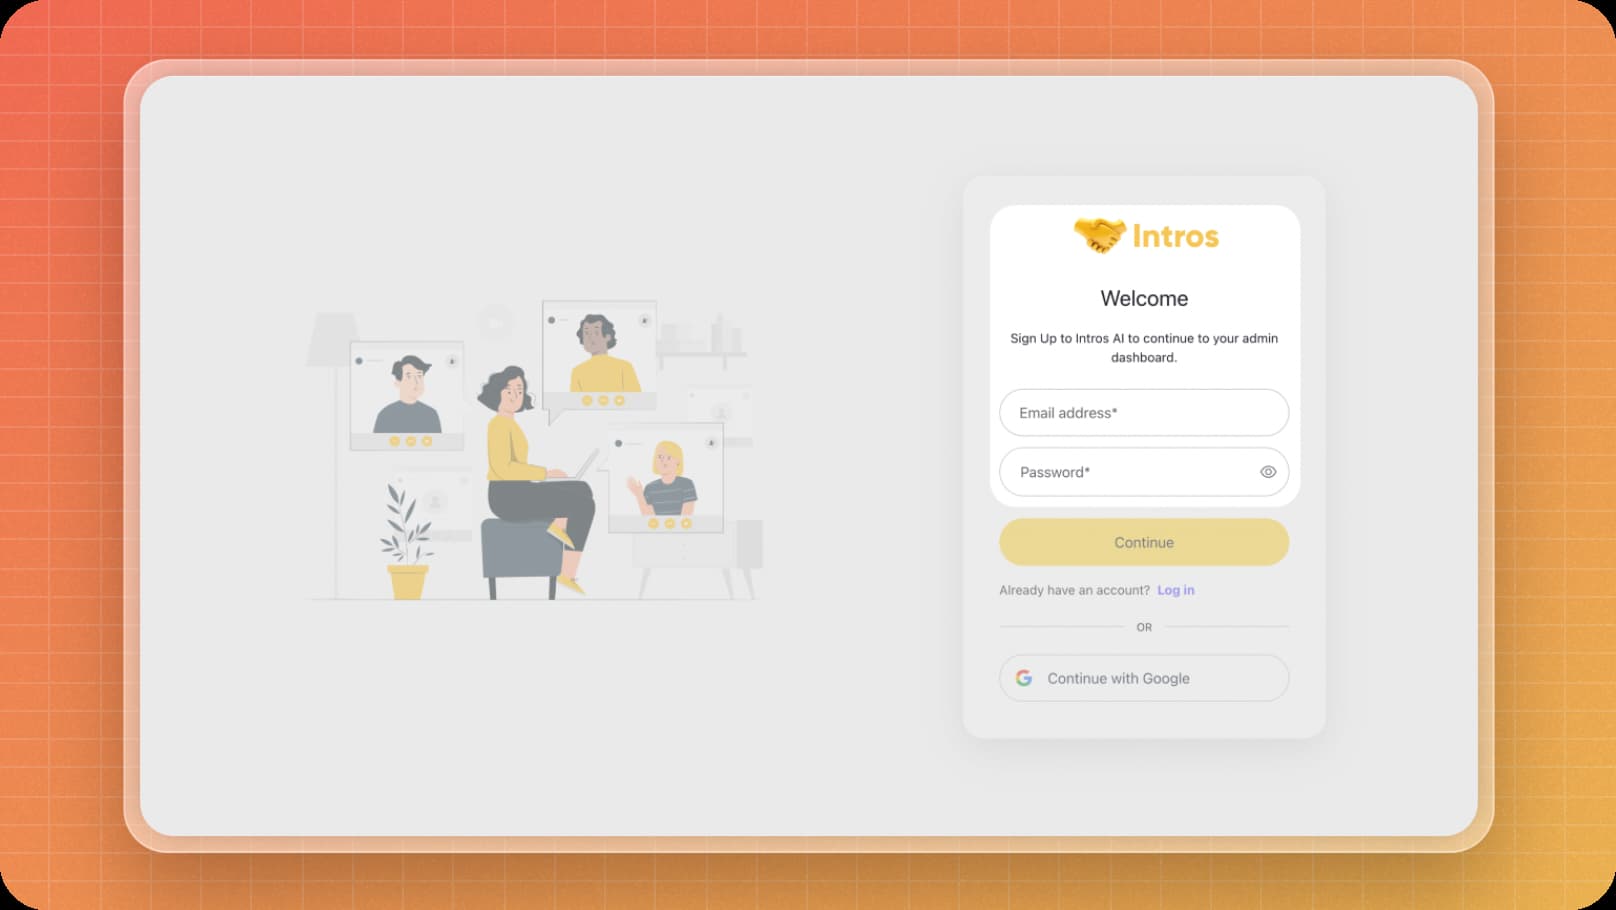 Intros
Welcome
Sign Up to Intros AI to continue to your admin
dashboard.
Email address*
Password*
Continue
Already have an account? Log in
OR
Continue with Google